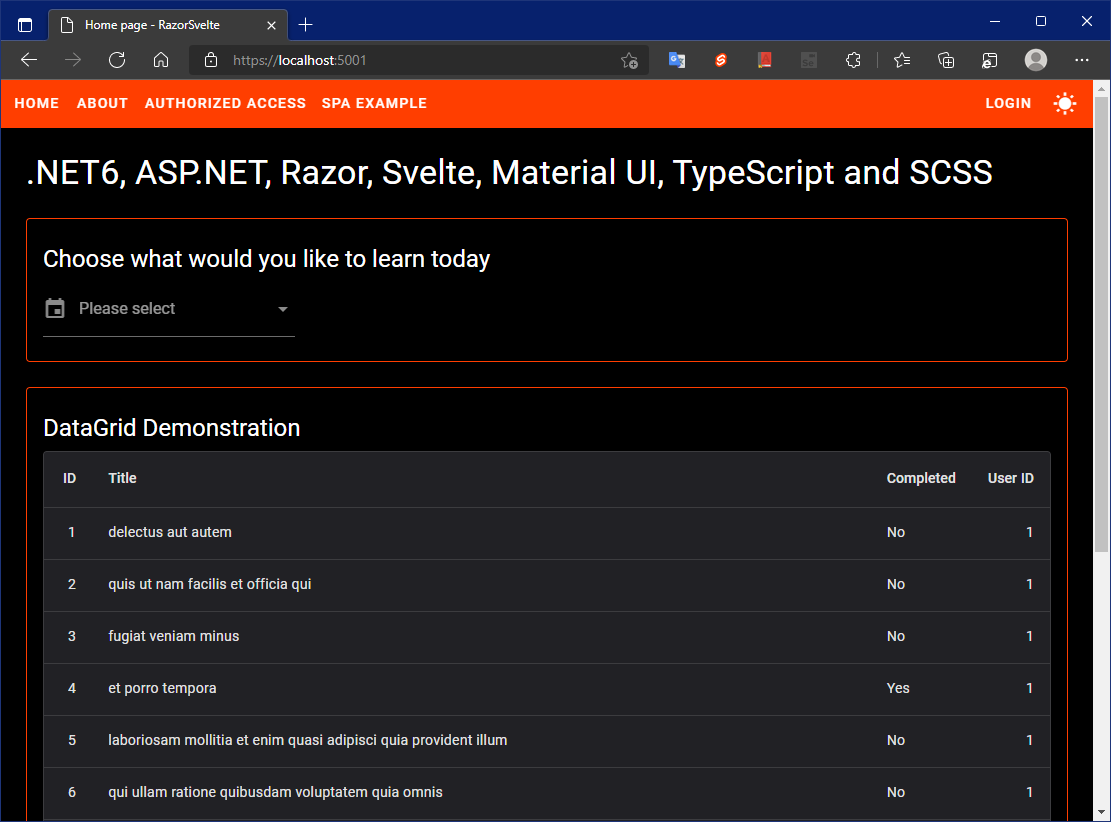 Home page - RazorSvelte
https://localhost:5001
HOME ABOUT AUTHORIZED ACCESS SPA EXAMPLE LOGIN
.NET6, ASP.NET, Razor, Svelte, Material UI, TypeScript and SCSS
Choose what would you like to learn today
Please select
DataGrid Demonstration
ID Title Completed User ID
1 delectus aut autem No 1
2 quis ut nam facilis et officia qui No 1
3 fugiat veniam minus No 1
4 et porro tempora Yes 1
5 laboriosam mollitia et enim quasi adipisci quia provident illum No 1
6 qui ullam ratione quibusdam voluptatem quia omnis No 1